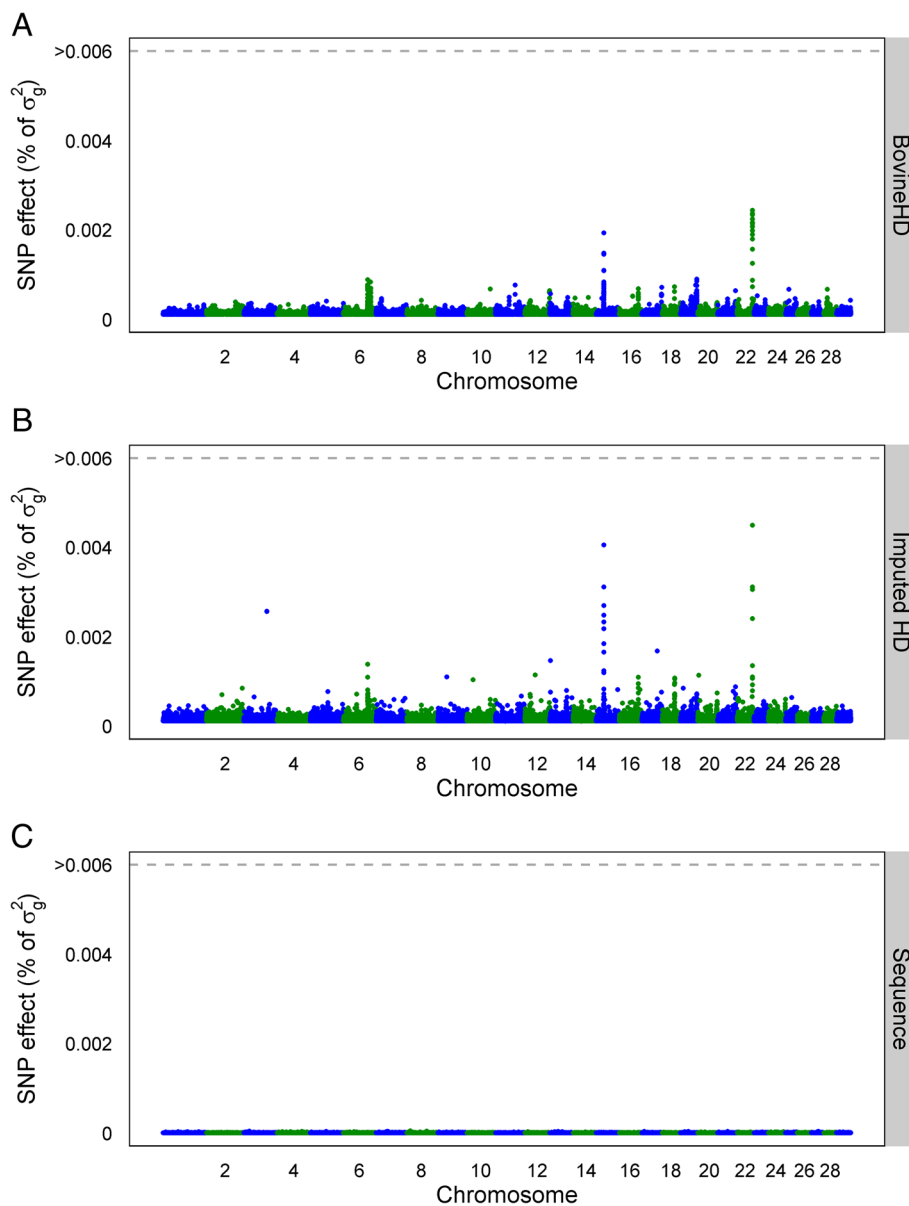 A
SNP effect (% of σ²g)
>0.006
0.004
0.002
0
2 4 6 8 10 12 14 16 18 20 22 24 26 28
Chromosome
BovineHD
B
SNP effect (% of σ²g)
>0.006
0.004
0.002
0
2 4 6 8 10 12 14 16 18 20 22 24 26 28
Chromosome
Imputed HD
C
SNP effect (% of σ²g)
>0.006
0.004
0.002
0
2 4 6 8 10 12 14 16 18 20 22 24 26 28
Chromosome
Sequence